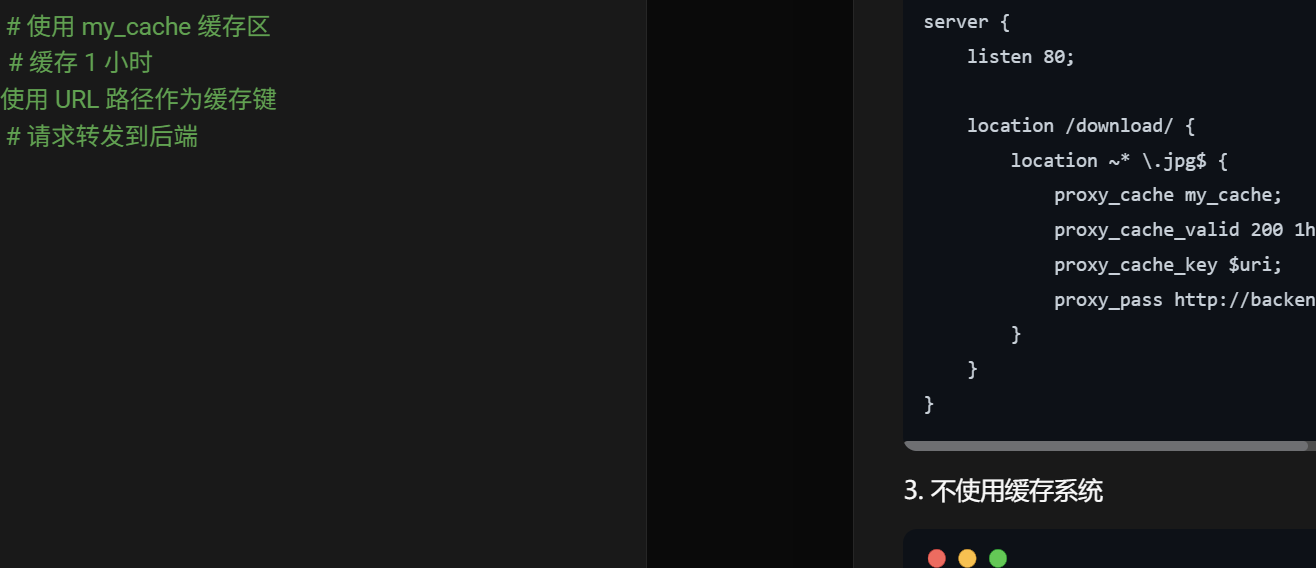 # 使用 my_cache 缓存区
# 缓存 1 小时
使用 URL 路径作为缓存键
# 请求转发到后端
server {
    listen 80;
    location /download/ {
        location ~* \.jpg$ {
            proxy_cache my_cache;
            proxy_cache_valid 200 1h
            proxy_cache_key $uri;
            proxy_pass http://backen
        }
    }
}
3. 不使用缓存系统